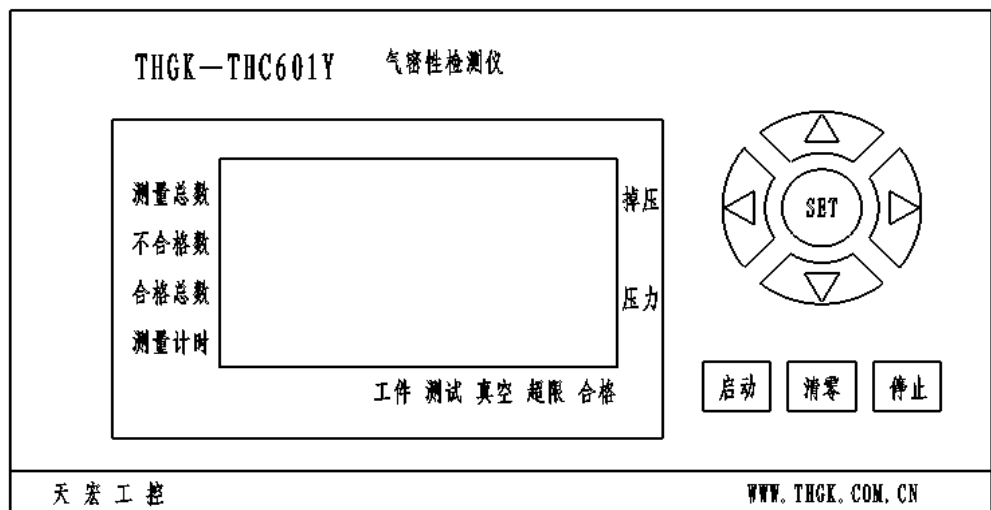 THGK—THC601Y 气密性检测仪
测量总数
不合格数
合格总数
测量计时
掉压
压力
工件 测试 真空 超限 合格
SET
启动 清零 停止
天宏工控
WWW.THGK.COM.CN